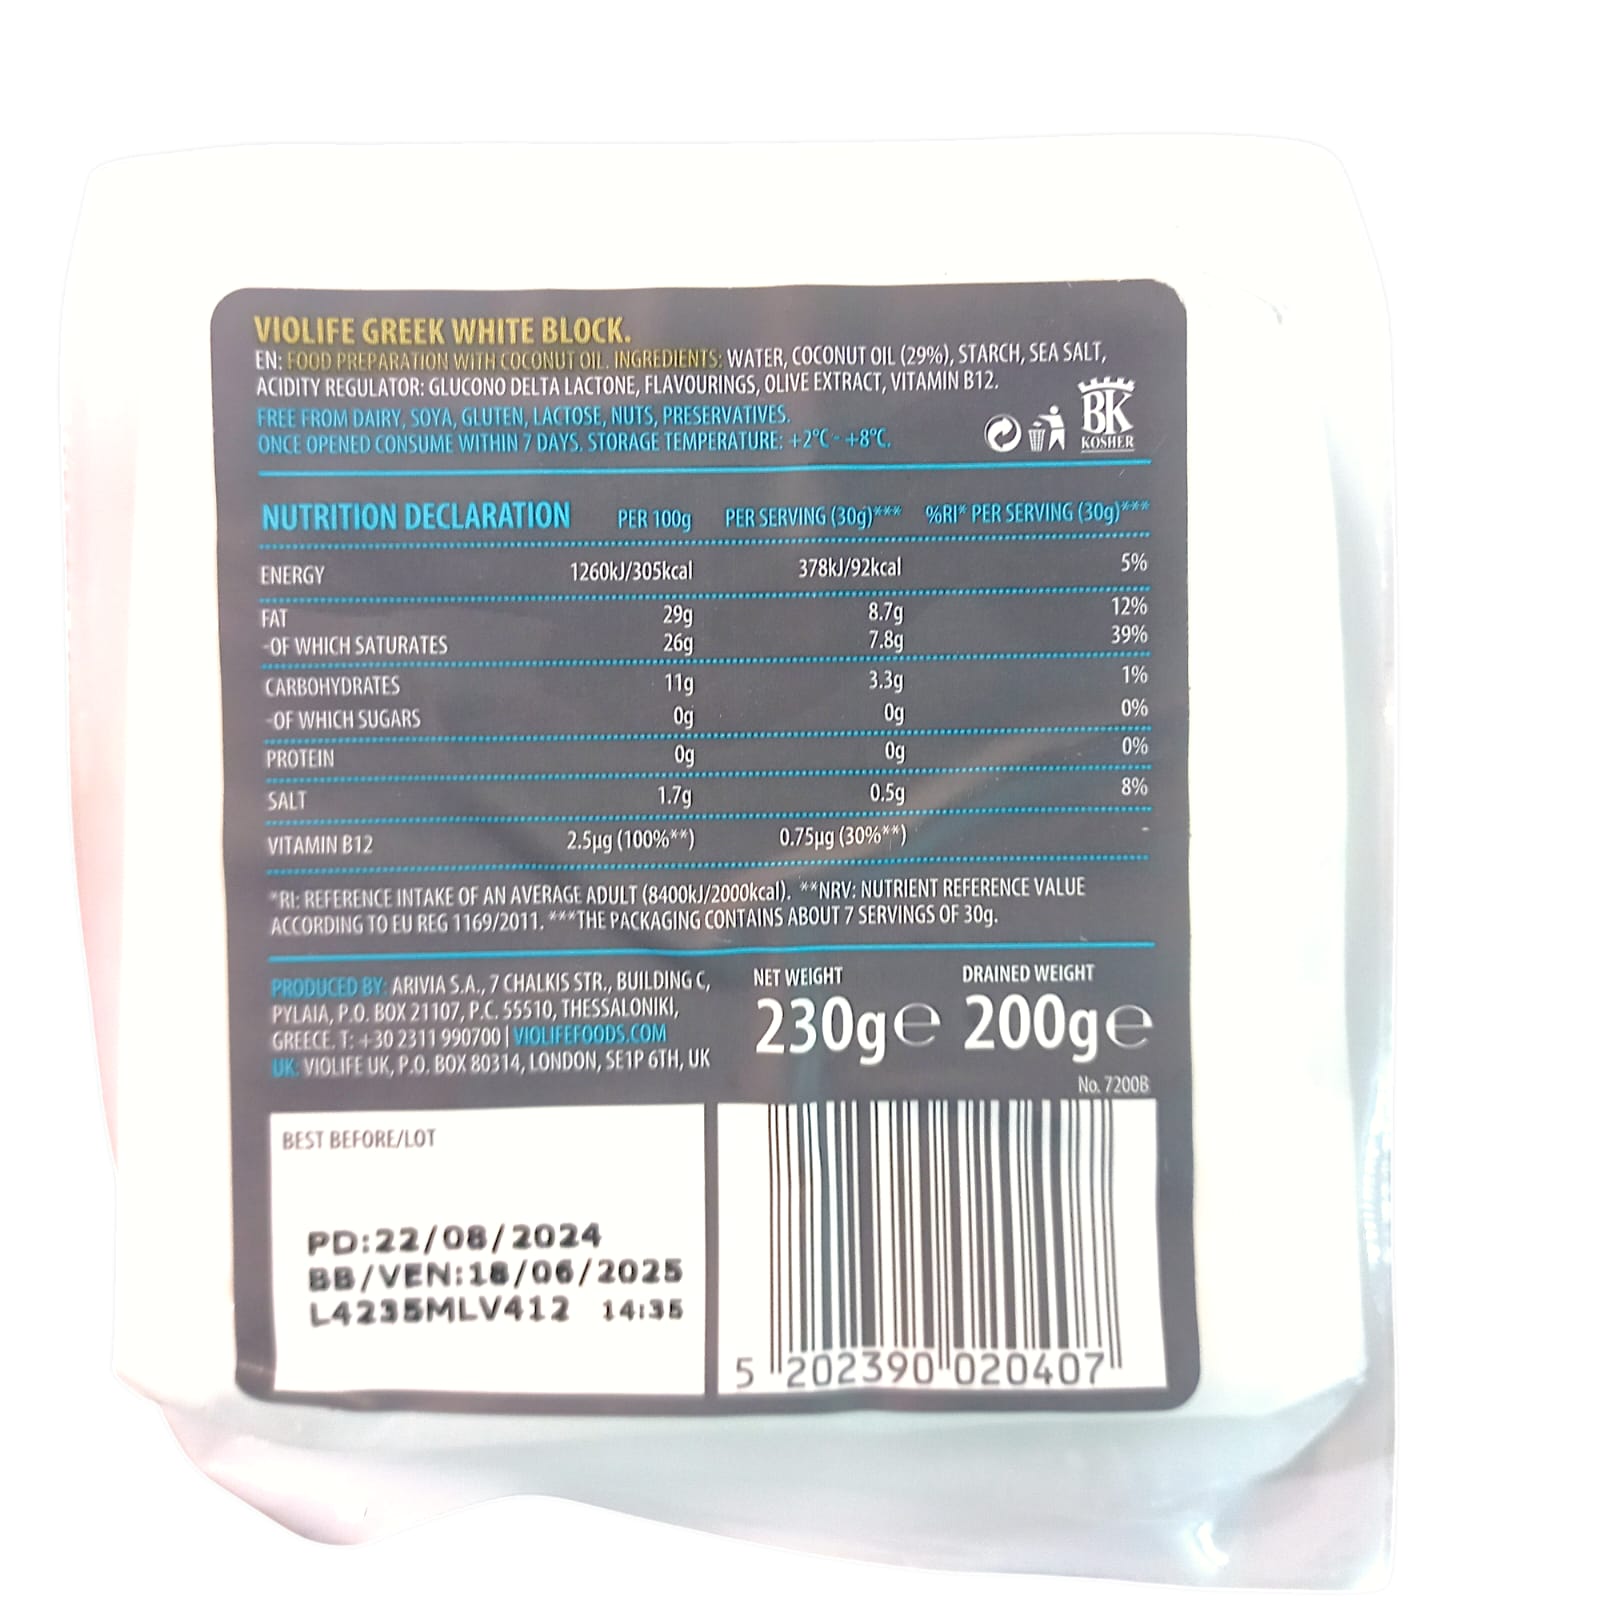 VIOLIFE GREEK WHITE BLOCK.
EN: FOOD PREPARATION WITH COCONUT OIL. INGREDIENTS: WATER, COCONUT OIL (29%), STARCH, SEA SALT,
ACIDITY REGULATOR: GLUCONO DELTA LACTONE, FLAVOURINGS, OLIVE EXTRACT, VITAMIN B12.
FREE FROM DAIRY, SOYA, GLUTEN, LACTOSE, NUTS, PRESERVATIVES.
ONCE OPENED CONSUME WITHIN 7 DAYS. STORAGE TEMPERATURE: +2°C - +8°C.
BK
KOSHER
NUTRITION DECLARATION PER 100g PER SERVING (30g)*** %RI* PER SERVING (30g)***
ENERGY 1260kJ/305kcal 378kJ/92kcal 5%
FAT 29g 8.7g 12%
-OF WHICH SATURATES 26g 7.8g 39%
CARBOHYDRATES 11g 3.3g 1%
-OF WHICH SUGARS 0g 0g 0%
PROTEIN 0g 0g 0%
SALT 1.7g 0.5g 8%
VITAMIN B12 2.5µg (100%**) 0.75µg (30%**) -
*RI: REFERENCE INTAKE OF AN AVERAGE ADULT (8400kJ/2000kcal). **NRV: NUTRIENT REFERENCE VALUE
ACCORDING TO EU REG 1169/2011. ***THE PACKAGING CONTAINS ABOUT 7 SERVINGS OF 30g.
PRODUCED BY: ARIVIA S.A., 7 CHALKIS STR., BUILDING C,
PYLAIA, P.O. BOX 21107, P.C. 55510, THESSALONIKI,
GREECE. T: +30 2311 990700 | VIOLIFEFOODS.COM
UK: VIOLIFE UK, P.O. BOX 80314, LONDON, SE1P 6TH, UK
NET WEIGHT DRAINED WEIGHT
230g℮ 200g℮
No. 7200B
BEST BEFORE/LOT
PD:22/08/2024
BB/VEN:18/06/2025
L4235MLV412 14:35
5 202390 020407